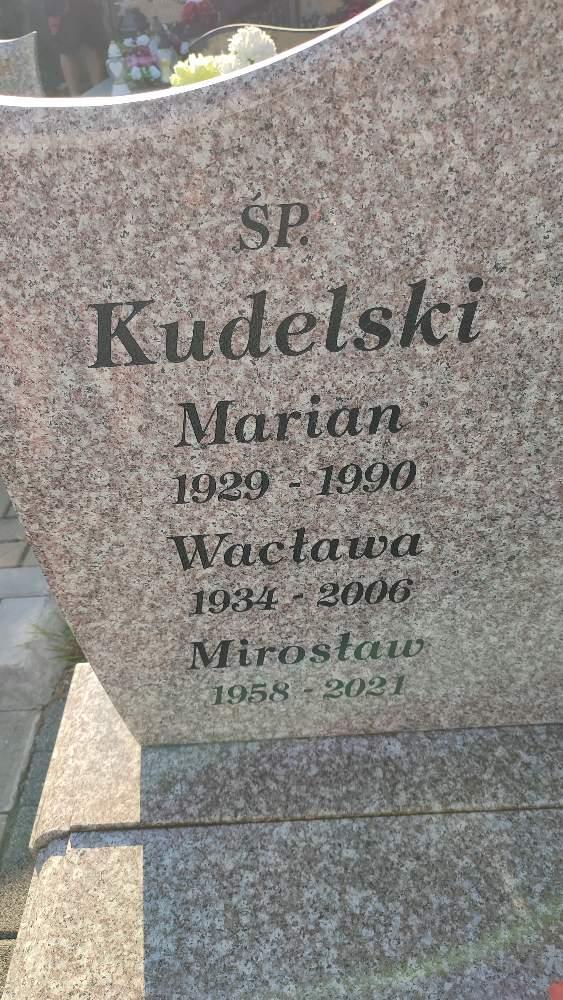 ŚP.
Kudelski
Marian
1929 - 1990
Wacława
1934 - 2006
Mirosław
1958 - 2021